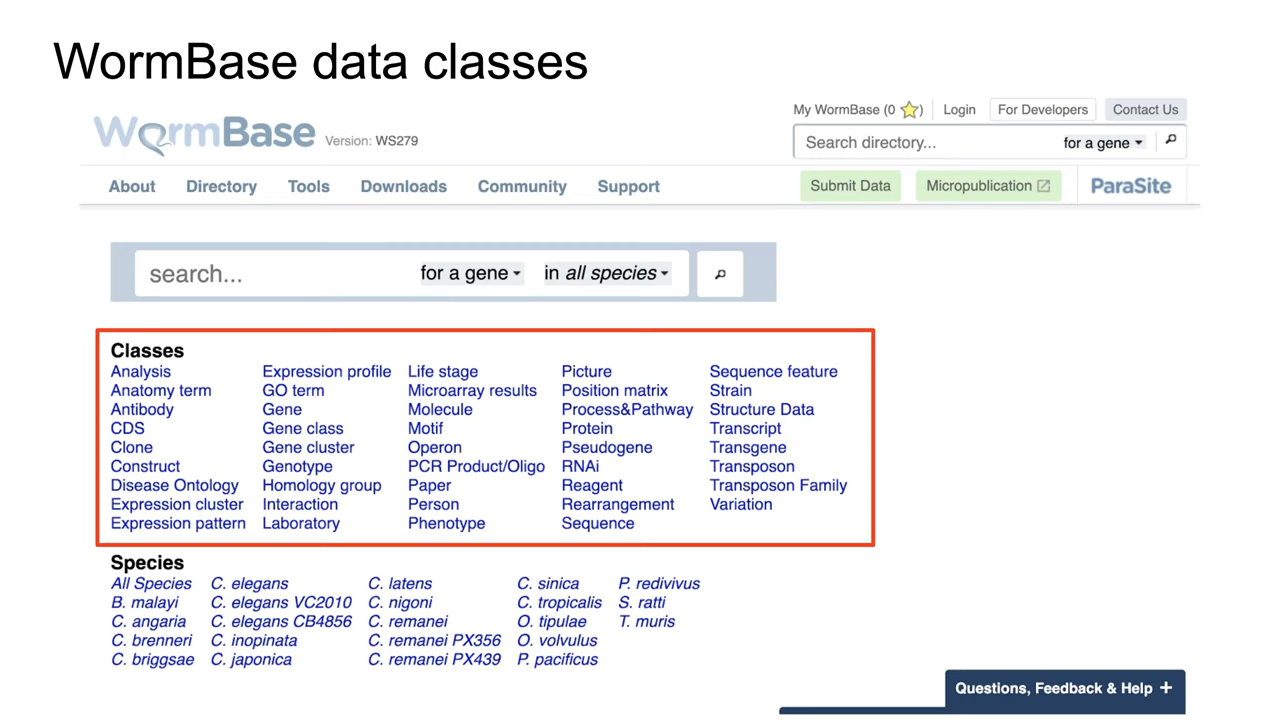 WormBase data classes
My WormBase (0 ) Login For Developers Contact Us
WormBase Version: WS279
Search directory... for a gene
About Directory Tools Downloads Community Support Submit Data Micropublication ParaSite
search... for a gene in all species
Classes
Analysis Expression profile Life stage Picture Sequence feature
Anatomy term GO term Microarray results Position matrix Strain
Antibody Gene Molecule Process&Pathway Structure Data
CDS Gene class Motif Protein Transcript
Clone Gene cluster Operon Pseudogene Transgene
Construct Genotype PCR Product/Oligo RNAi Transposon
Disease Ontology Homology group Paper Reagent Transposon Family
Expression cluster Interaction Person Rearrangement Variation
Expression pattern Laboratory Phenotype Sequence
Species
All Species C. elegans C. latens C. sinica P. redivivus
B. malayi C. elegans VC2010 C. nigoni C. tropicalis S. ratti
C. angaria C. elegans CB4856 C. remanei O. tipulae T. muris
C. brenneri C. inopinata C. remanei PX356 O. volvulus
C. briggsae C. japonica C. remanei PX439 P. pacificus
Questions, Feedback & Help +